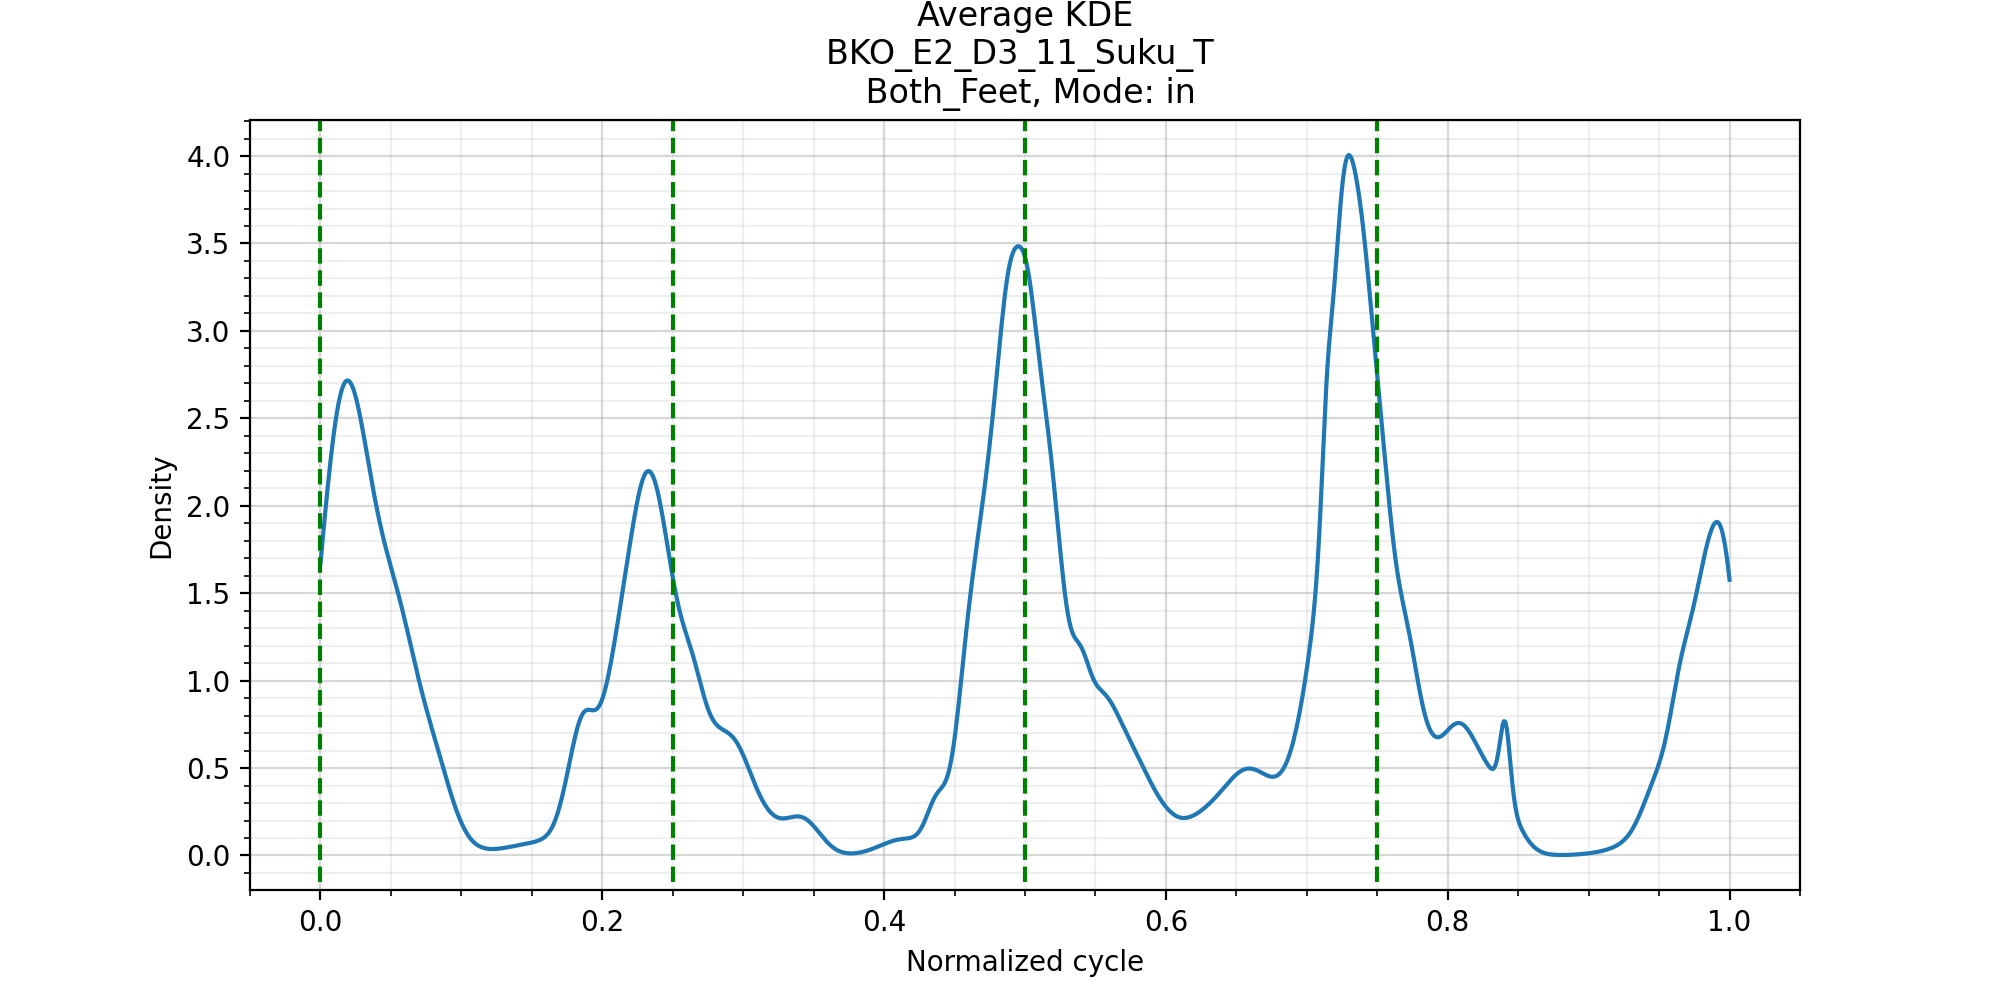 Average KDE
BKO_E2_D3_11_Suku_T
Both_Feet, Mode: in
4.0
3.5
3.0
2.5
2.0
1.5
1.0
0.5
0.0
Density
0.0 0.2 0.4 0.6 0.8 1.0
Normalized cycle